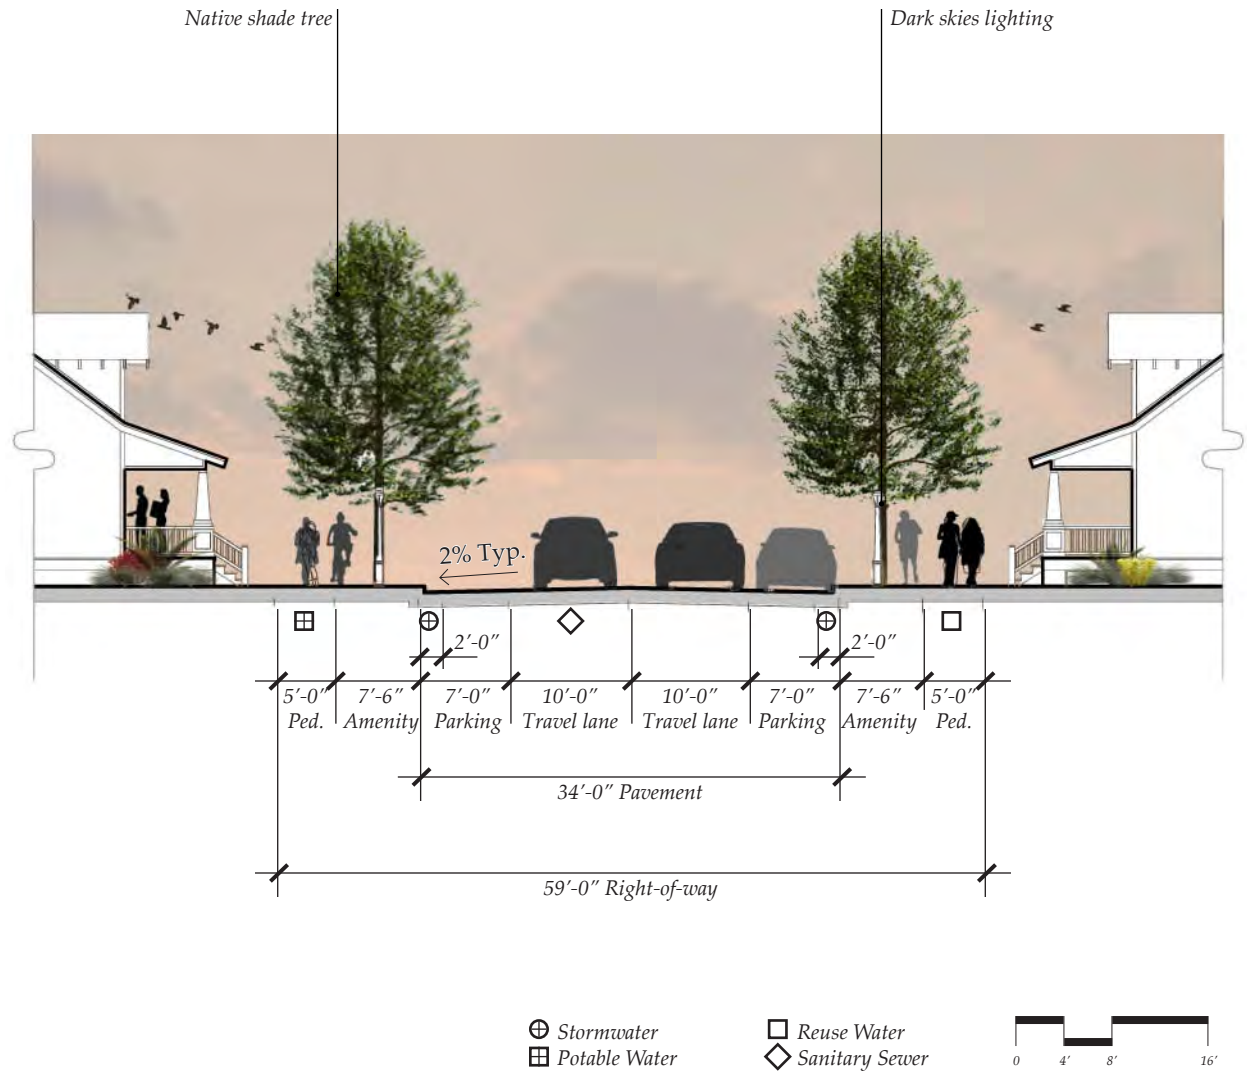 Native shade tree
Dark skies lighting
2% Typ.
2’-0”
2’-0”
5’-0”
7’-6”
7’-0”
10’-0”
10’-0”
7’-0”
7’-6”
5’-0”
Ped.
Amenity
Parking
Travel lane
Travel lane
Parking
Amenity
Ped.
34’-0” Pavement
59’-0” Right-of-way
Stormwater
Reuse Water
Potable Water
Sanitary Sewer
0 4’ 8’ 16’